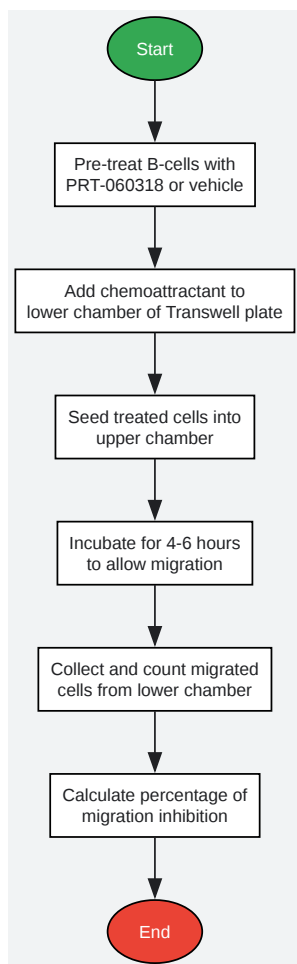 Start
Pre-treat B-cells with
PRT-060318 or vehicle
Add chemoattractant to
lower chamber of Transwell plate
Seed treated cells into
upper chamber
Incubate for 4-6 hours
to allow migration
Collect and count migrated
cells from lower chamber
Calculate percentage of
migration inhibition
End